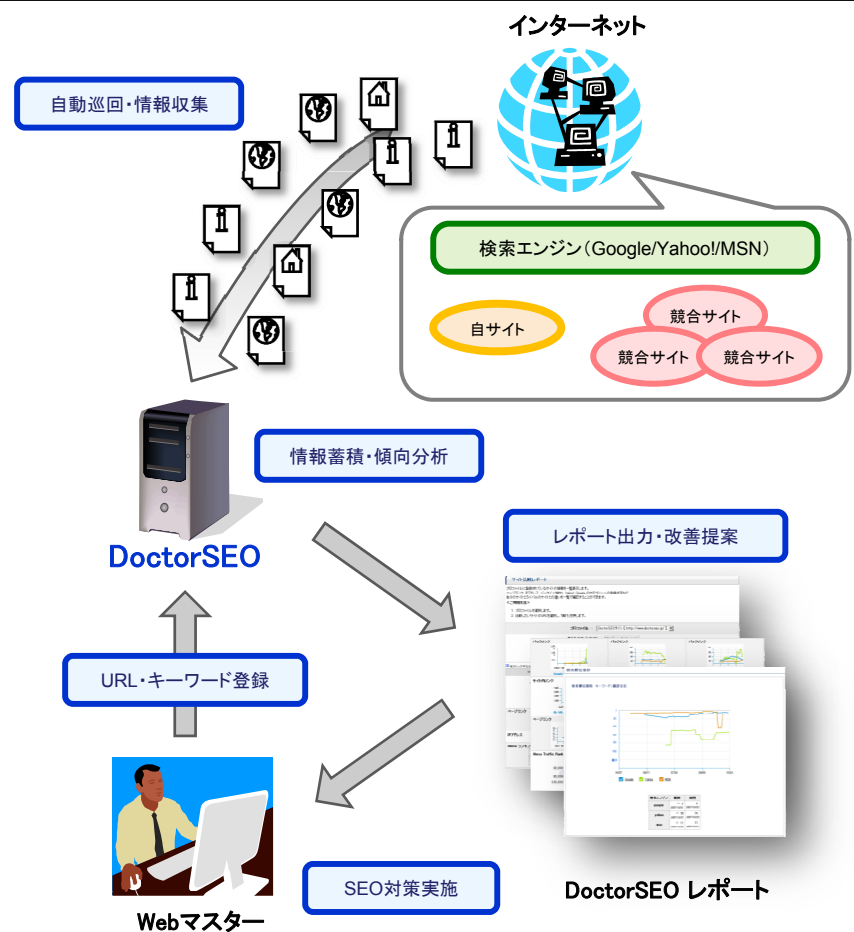 インターネット
自動巡回・情報収集
検索エンジン（Google/Yahoo!/MSN）
自サイト
競合サイト
競合サイト
競合サイト
情報蓄積・傾向分析
DoctorSEO
レポート出力・改善提案
URL・キーワード登録
SEO対策実施
Webマスター
DoctorSEO レポート